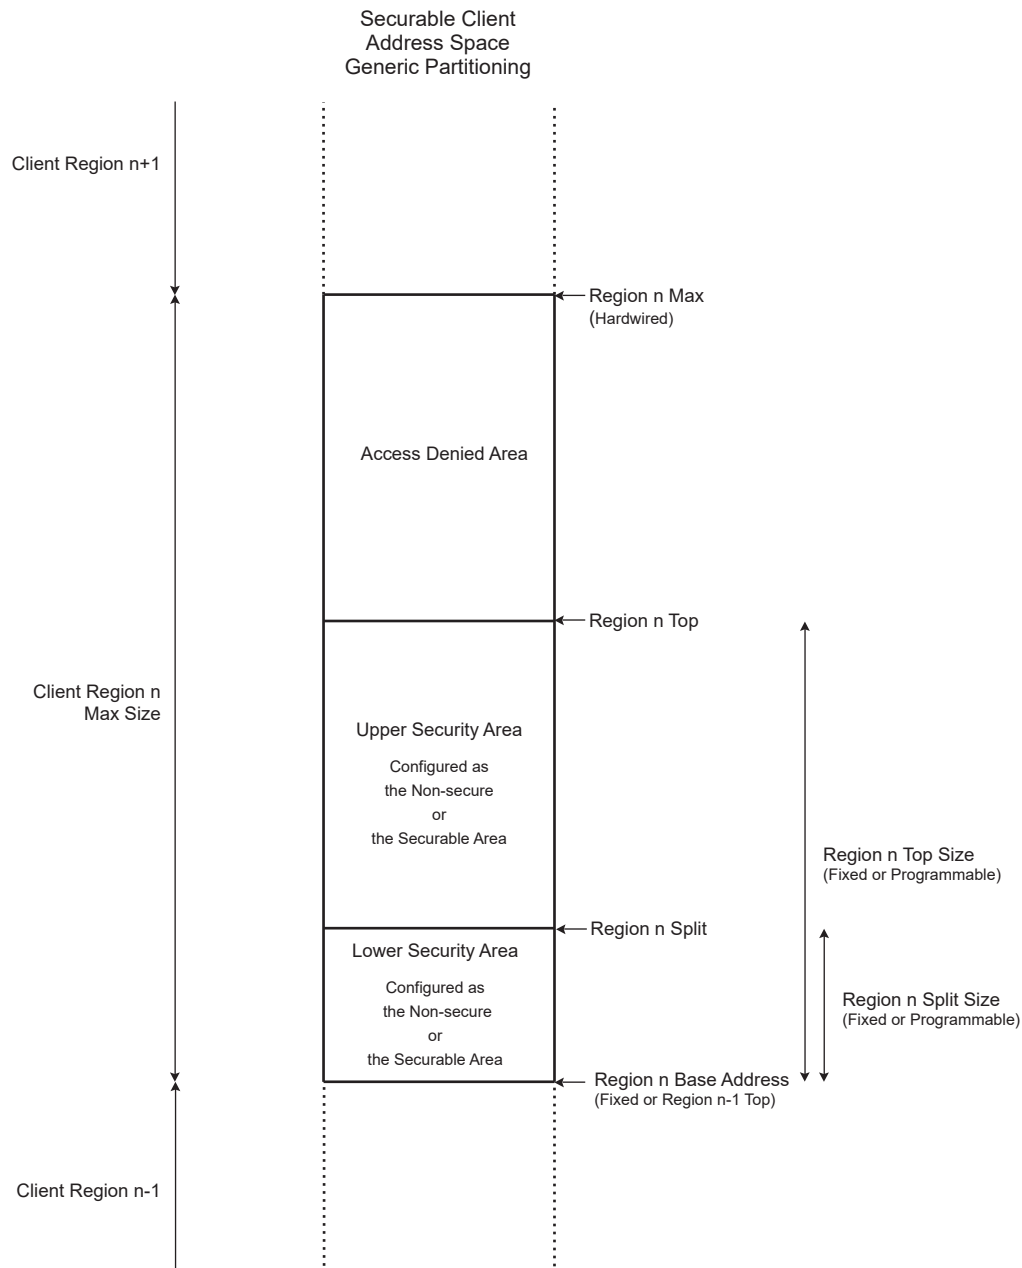 Securable Client
Address Space
Generic Partitioning
Client Region n+1
Region n Max
(Hardwired)
Access Denied Area
Region n Top
Client Region n
Max Size
Upper Security Area
Configured as
the Non-secure
or
the Securable Area
Region n Top Size
(Fixed or Programmable)
Region n Split
Lower Security Area
Configured as
the Non-secure
or
the Securable Area
Region n Split Size
(Fixed or Programmable)
Region n Base Address
(Fixed or Region n-1 Top)
Client Region n-1